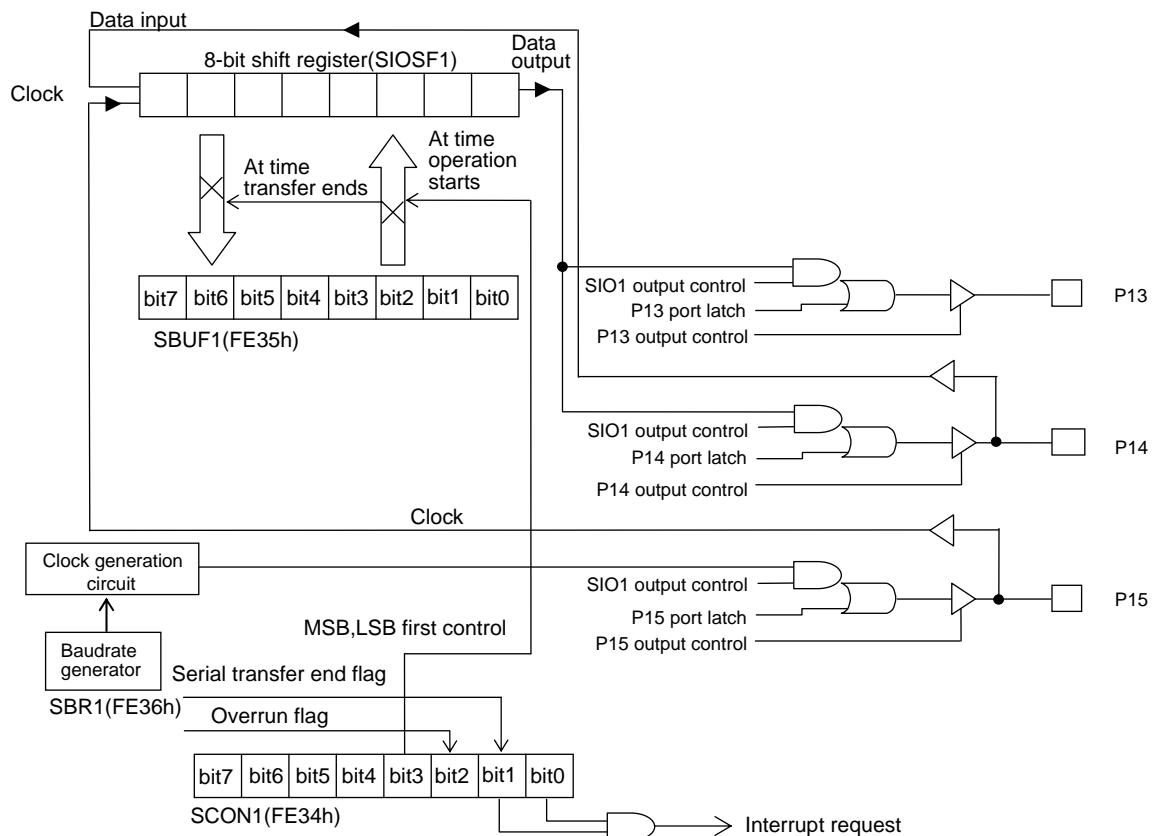 Data input
8-bit shift register(SIOSF1)
Data
output
Clock
At time
transfer ends
At time
operation
starts
bit7 bit6 bit5 bit4 bit3 bit2 bit1 bit0
SBUF1(FE35h)
SIO1 output control
P13 port latch
P13 output control
P13
SIO1 output control
P14 port latch
P14 output control
P14
Clock
Clock generation
circuit
SIO1 output control
P15 port latch
P15 output control
P15
Baudrate
generator
SBR1(FE36h)
MSB,LSB first control
Serial transfer end flag
Overrun flag
bit7 bit6 bit5 bit4 bit3 bit2 bit1 bit0
SCON1(FE34h)
Interrupt request